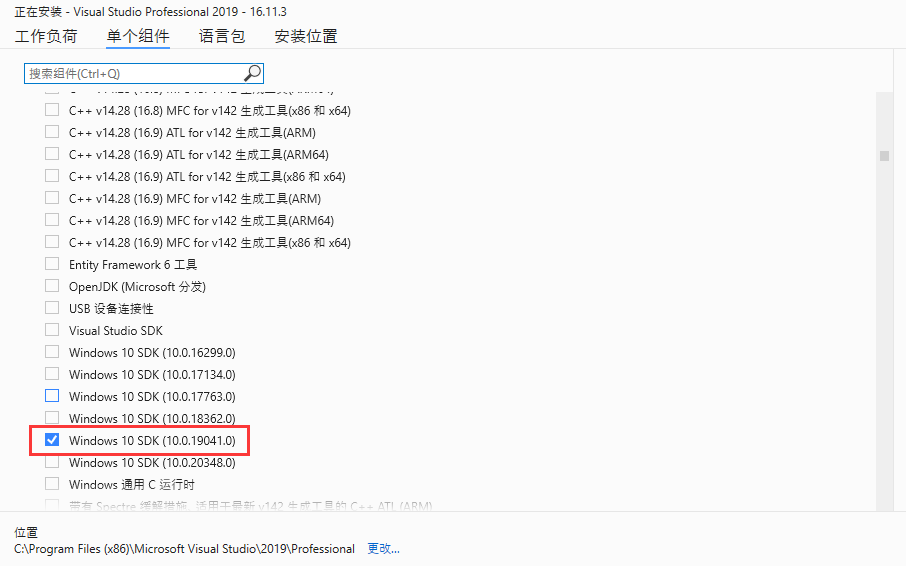 正在安装 - Visual Studio Professional 2019 - 16.11.3
工作负荷 单个组件 语言包 安装位置
搜索组件(Ctrl+Q)
C++ v14.28 (16.8) MFC for v142 生成工具(x86 和 x64)
C++ v14.28 (16.9) ATL for v142 生成工具(ARM)
C++ v14.28 (16.9) ATL for v142 生成工具(ARM64)
C++ v14.28 (16.9) ATL for v142 生成工具(x86 和 x64)
C++ v14.28 (16.9) MFC for v142 生成工具(ARM)
C++ v14.28 (16.9) MFC for v142 生成工具(ARM64)
C++ v14.28 (16.9) MFC for v142 生成工具(x86 和 x64)
Entity Framework 6 工具
OpenJDK (Microsoft 分发)
USB 设备连接性
Visual Studio SDK
Windows 10 SDK (10.0.16299.0)
Windows 10 SDK (10.0.17134.0)
Windows 10 SDK (10.0.17763.0)
Windows 10 SDK (10.0.18362.0)
Windows 10 SDK (10.0.19041.0)
Windows 10 SDK (10.0.20348.0)
Windows 通用 C 运行时
带有 Spectre 缓解措施, 适用于最新 v142 生成工具的 C++ ATL (ARM)
位置
C:\Program Files (x86)\Microsoft Visual Studio\2019\Professional 更改...